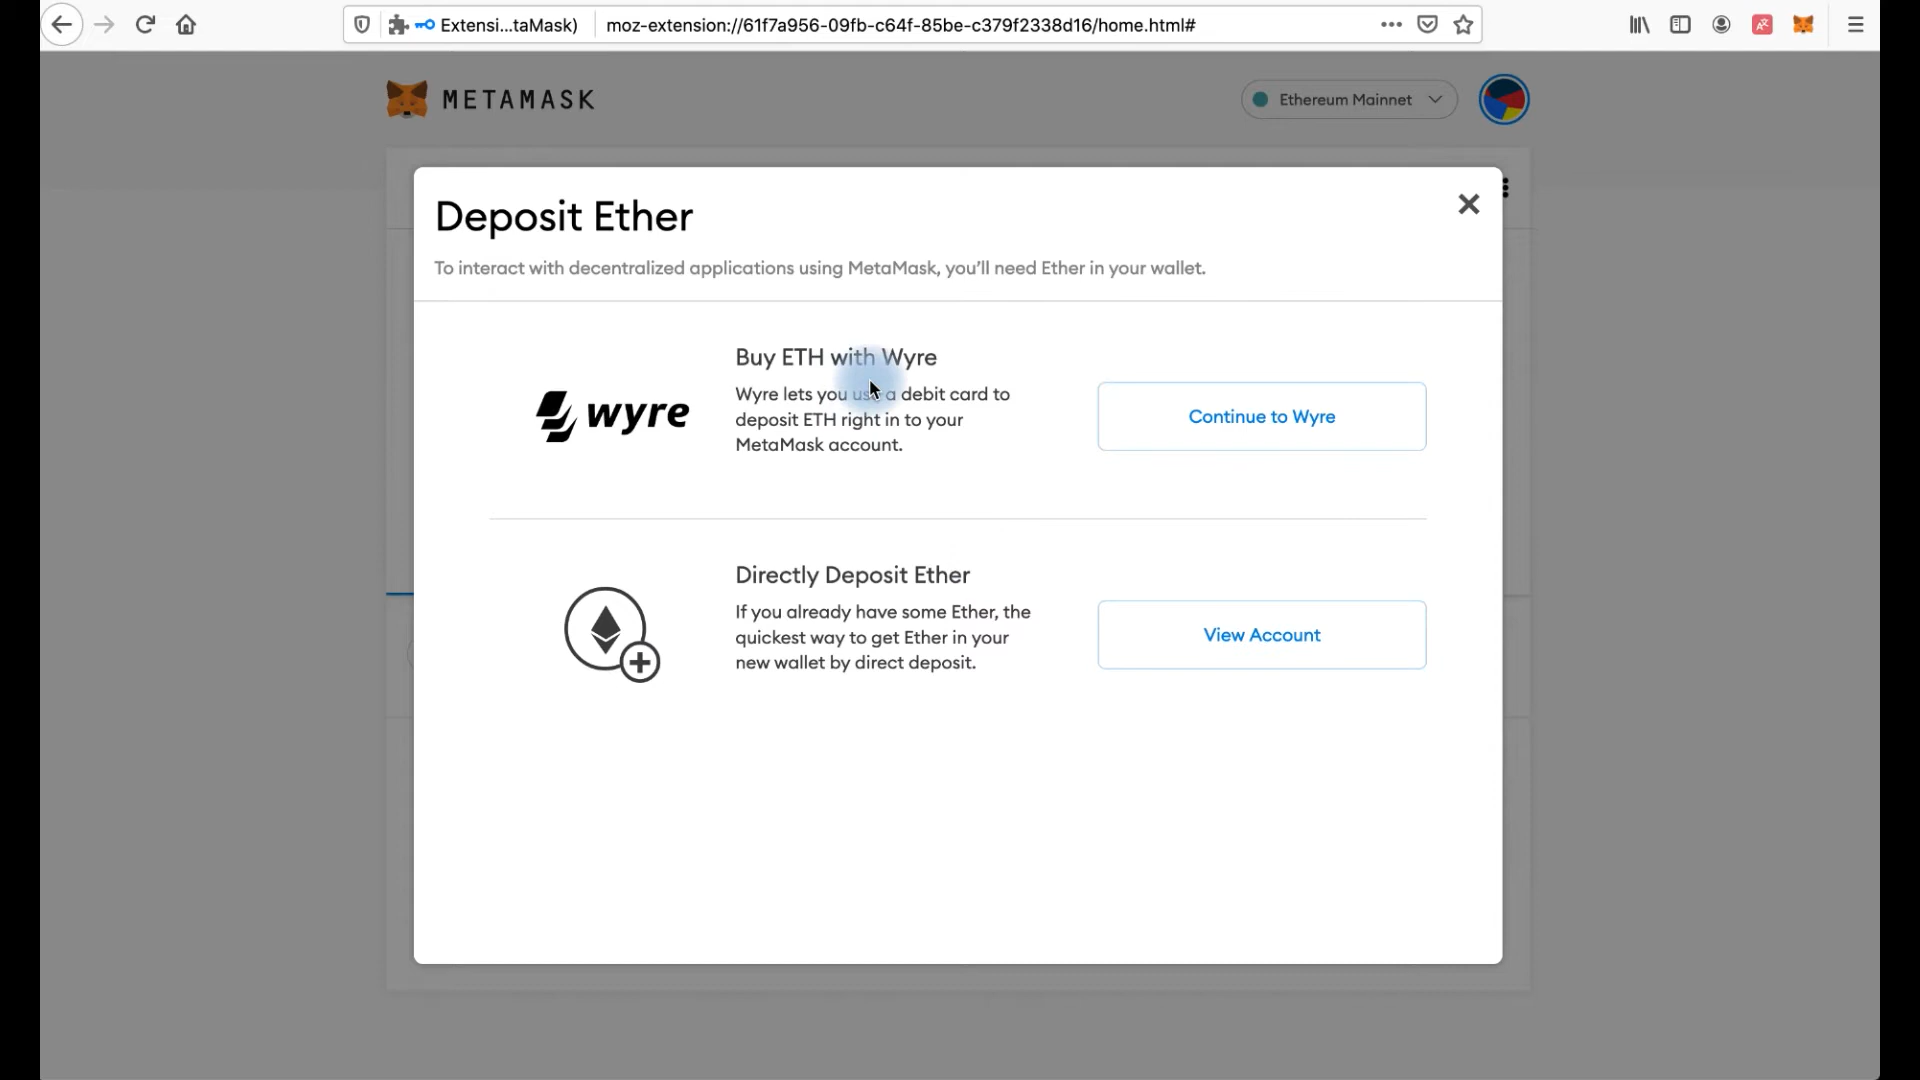 Extensi...taMask)
moz-extension://61f7a956-09fb-c64f-85be-c379f2338d16/home.html#
METAMASK
Ethereum Mainnet
Deposit Ether
To interact with decentralized applications using MetaMask, you’ll need Ether in your wallet.
wyre
Buy ETH with Wyre
Wyre lets you use a debit card to
deposit ETH right in to your
MetaMask account.
Continue to Wyre
Directly Deposit Ether
If you already have some Ether, the
quickest way to get Ether in your
new wallet by direct deposit.
View Account